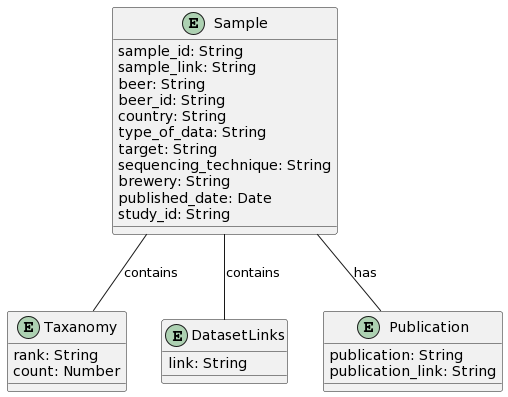 E Sample
sample_id: String
sample_link: String
beer: String
beer_id: String
country: String
type_of_data: String
target: String
sequencing_technique: String
brewery: String
published_date: Date
study_id: String
contains
contains
has
E Taxanomy
rank: String
count: Number
E DatasetLinks
link: String
E Publication
publication: String
publication_link: String